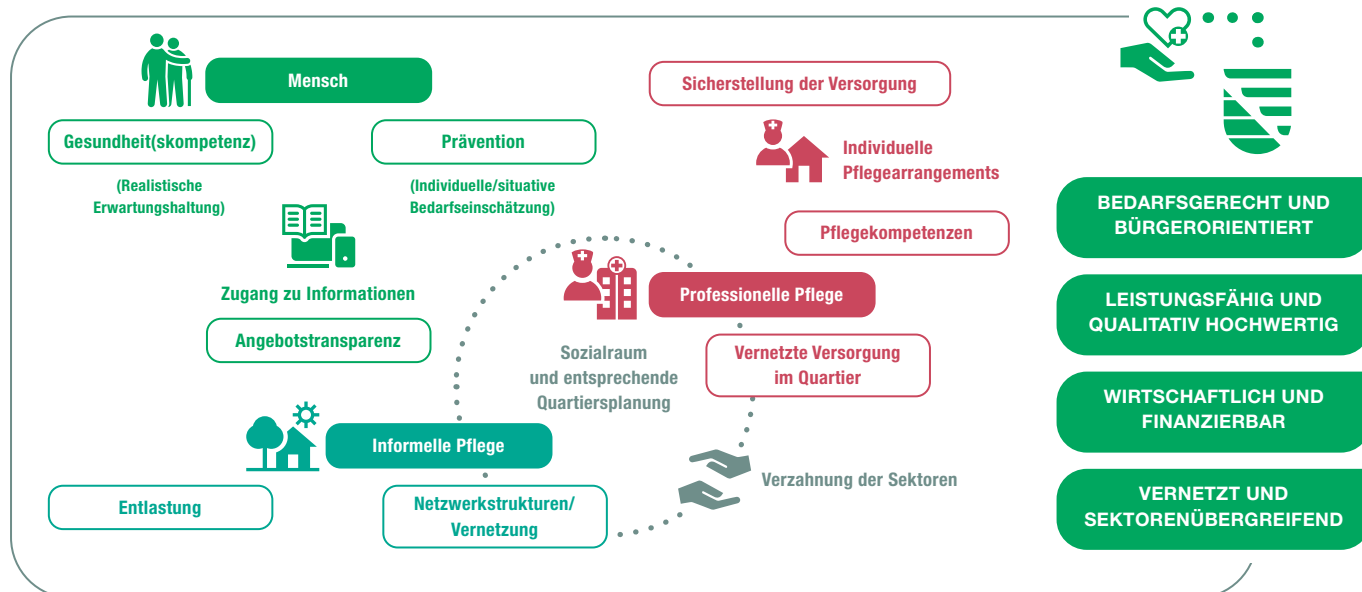 Mensch
Gesundheit(skompetenz)
(Realistische
Erwartungshaltung)
Prävention
(Individuelle/situative
Bedarfseinschätzung)
Zugang zu Informationen
Angebotstransparenz
Sicherstellung der Versorgung
Individuelle
Pflegearrangements
Pflegekompetenzen
Professionelle Pflege
Vernetzte Versorgung
im Quartier
Sozialraum
und entsprechende
Quartiersplanung
Informelle Pflege
Entlastung
Netzwerkstrukturen/
Vernetzung
Verzahnung der Sektoren
BEDARFSGERECHT UND
BÜRGERORIENTIERT
LEISTUNGSFÄHIG UND
QUALITATIV HOCHWERTIG
WIRTSCHAFTLICH UND
FINANZIERBAR
VERNETZT UND
SEKTORENÜBERGREIFEND